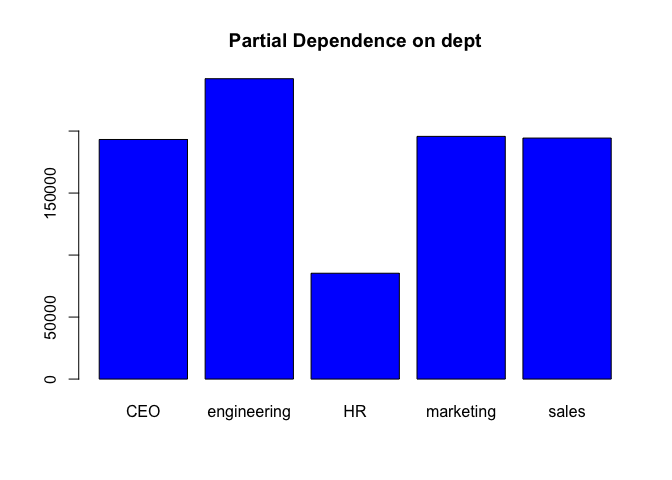 Partial Dependence on dept
150000
50000
0
CEO engineering HR marketing sales